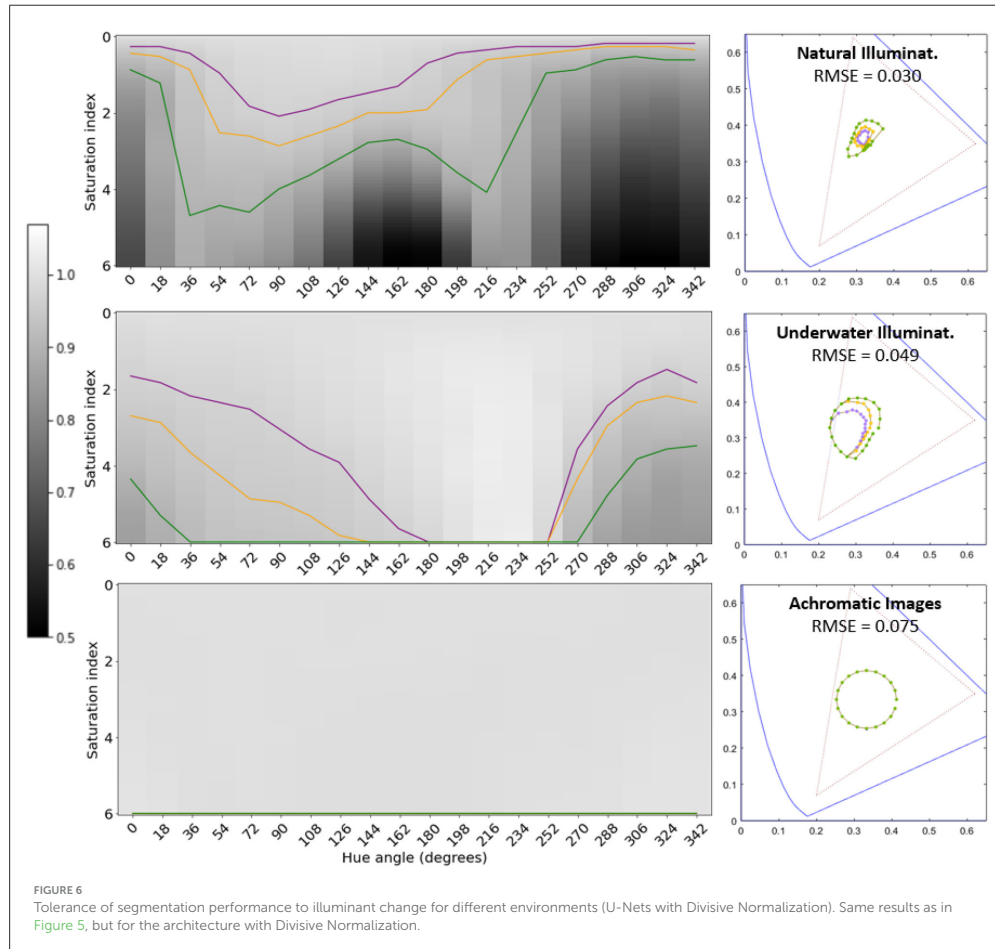 0
2
4
6
Saturation index
0 18 36 54 72 90 108 126 144 162 180 198 216 234 252 270 288 306 324 342
Natural Illuminat.
RMSE = 0.030
0.6
0.5
0.4
0.3
0.2
0.1
0
0 0.1 0.2 0.3 0.4 0.5 0.6
1.0
0.9
0.8
0.7
0.6
0.5
0
2
4
6
Saturation index
0 18 36 54 72 90 108 126 144 162 180 198 216 234 252 270 288 306 324 342
Underwater Illuminat.
RMSE = 0.049
0.6
0.5
0.4
0.3
0.2
0.1
0
0 0.1 0.2 0.3 0.4 0.5 0.6
0
2
4
6
Saturation index
0 18 36 54 72 90 108 126 144 162 180 198 216 234 252 270 288 306 324 342
Hue angle (degrees)
Achromatic Images
RMSE = 0.075
0.6
0.5
0.4
0.3
0.2
0.1
0
0 0.1 0.2 0.3 0.4 0.5 0.6
FIGURE 6
Tolerance of segmentation performance to illuminant change for different environments (U-Nets with Divisive Normalization). Same results as in
Figure 5, but for the architecture with Divisive Normalization.